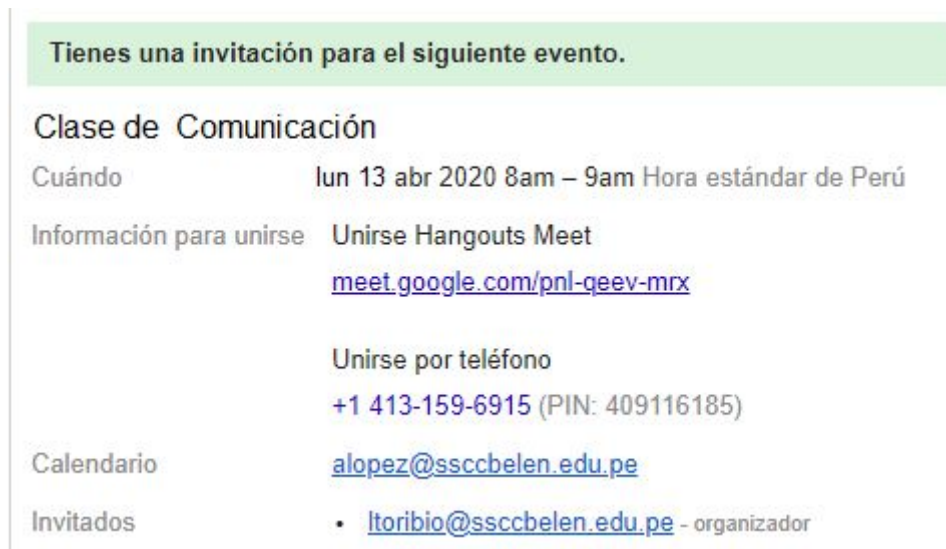 Tienes una invitación para el siguiente evento.
Clase de Comunicación
Cuándo lun 13 abr 2020 8am – 9am Hora estándar de Perú
Información para unirse Unirse Hangouts Meet
meet.google.com/pnl-qeev-mrx
Unirse por teléfono
+1 413-159-6915 (PIN: 409116185)
Calendario alopez@ssccbelen.edu.pe
Invitados • ltoribio@ssccbelen.edu.pe - organizador